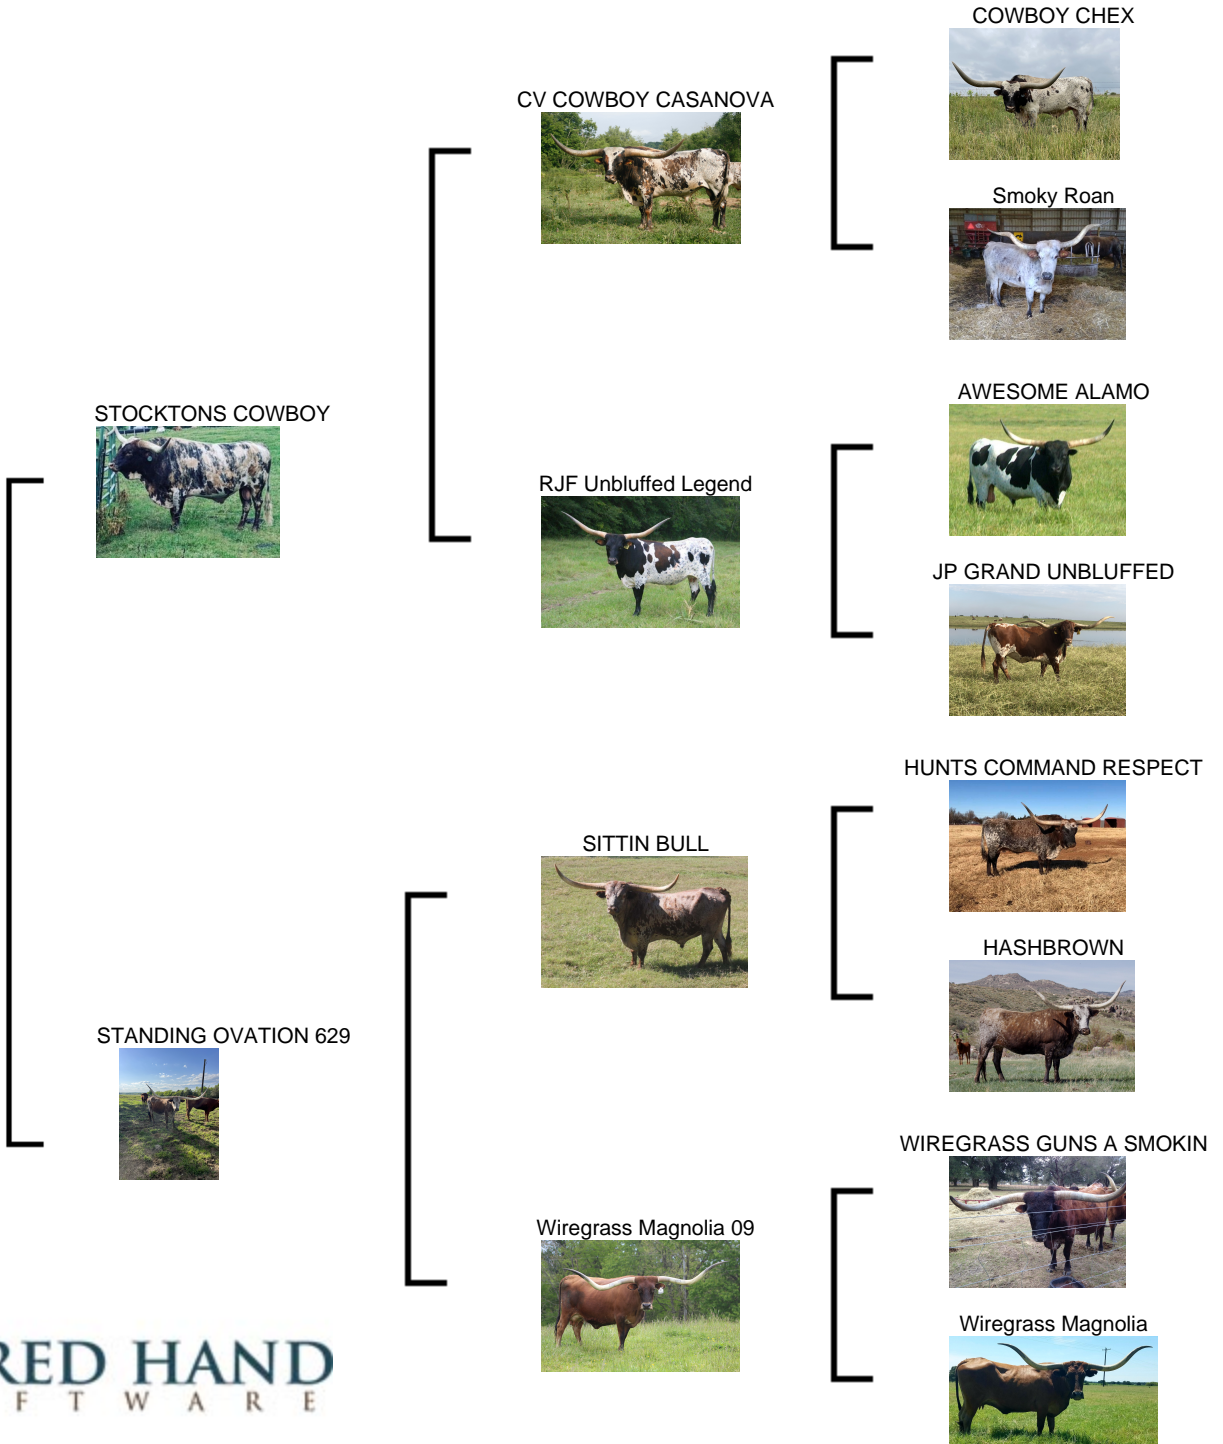 COWBOY CHEX
CV COWBOY CASANOVA
Smoky Roan
STOCKTONS COWBOY
AWESOME ALAMO
RJF Unbluffed Legend
JP GRAND UNBLUFFED
HUNTS COMMAND RESPECT
SITTIN BULL
HASHBROWN
STANDING OVATION 629
WIREGRASS GUNS A SMOKIN
Wiregrass Magnolia 09
Wiregrass Magnolia
RED HAND
F T W A R E